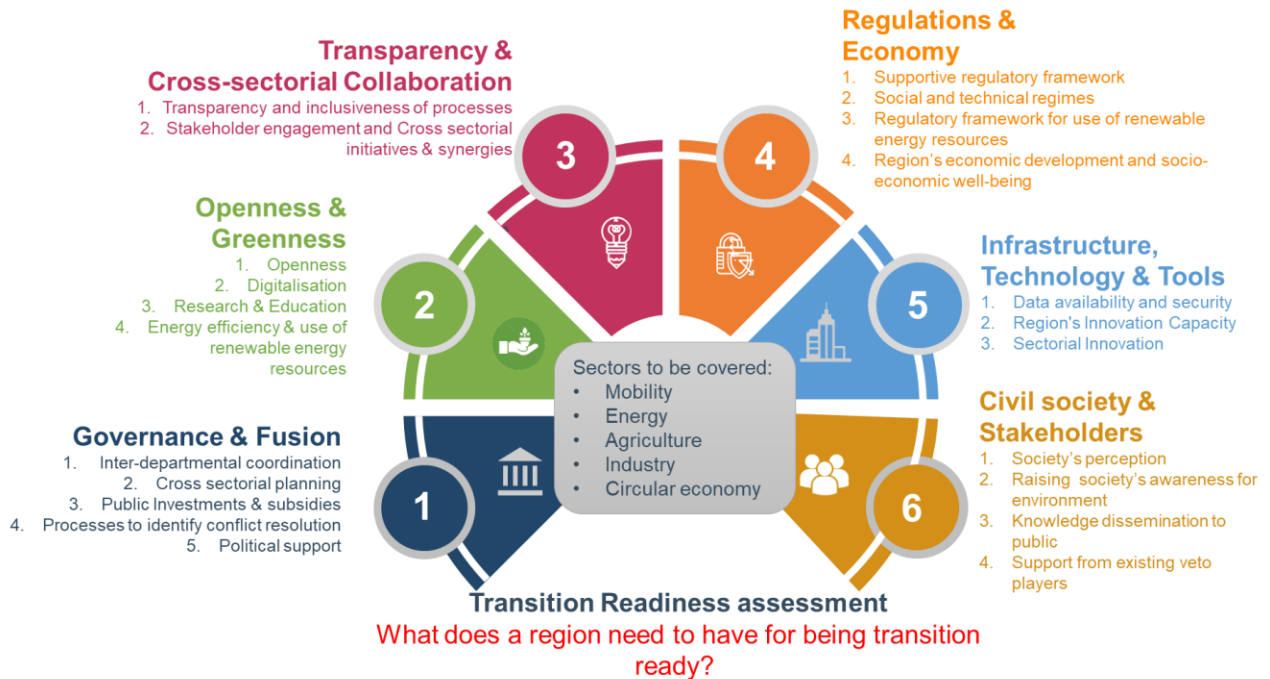 Governance & Fusion
1. Inter-departmental coordination
2. Cross sectorial planning
3. Public Investments & subsidies
4. Processes to identify conflict resolution
5. Political support
1
Openness &
Greenness
1. Openness
2. Digitalisation
3. Research & Education
4. Energy efficiency & use of
renewable energy
resources
2
Transparency &
Cross-sectorial Collaboration
1. Transparency and inclusiveness of processes
2. Stakeholder engagement and Cross sectorial
initiatives & synergies
3
Regulations &
Economy
1. Supportive regulatory framework
2. Social and technical regimes
3. Regulatory framework for use of renewable
energy resources
4. Region's economic development and socio-
economic well-being
4
Infrastructure,
Technology & Tools
1. Data availability and security
2. Region's Innovation Capacity
3. Sectorial Innovation
5
Civil society &
Stakeholders
1. Society's perception
2. Raising society's awareness for
environment
3. Knowledge dissemination to
public
4. Support from existing veto
players
6
Sectors to be covered:
• Mobility
• Energy
• Agriculture
• Industry
• Circular economy
Transition Readiness assessment
What does a region need to have for being transition
ready?